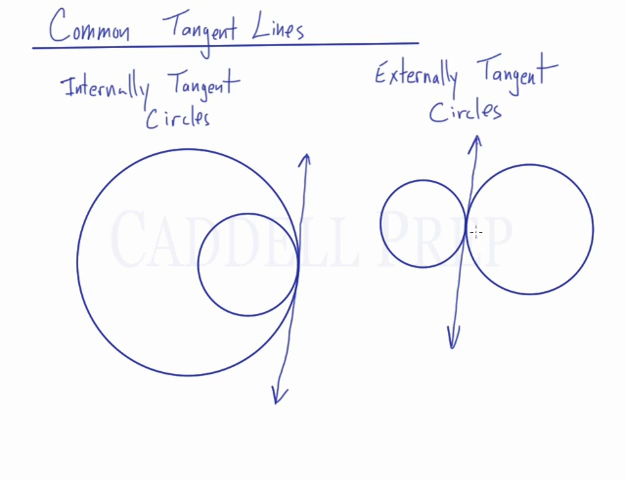 Common Tangent Lines
Internally Tangent
Circles
Externally Tangent
Circles
CADDELL PREP